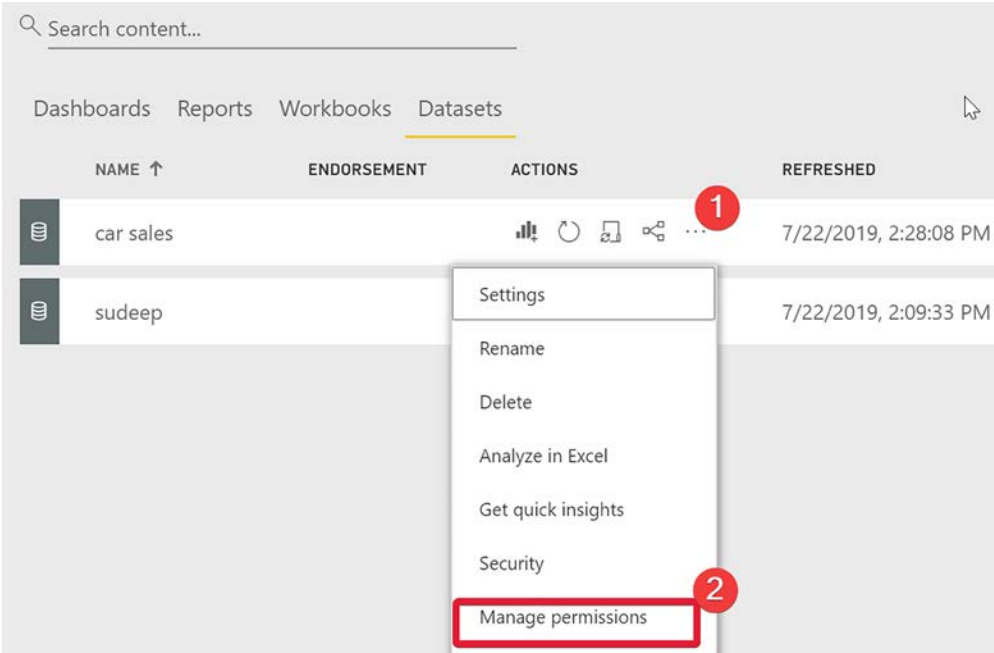 Search content...
Dashboards Reports Workbooks Datasets
NAME ↑ ENDORSEMENT ACTIONS REFRESHED
car sales ... 1 7/22/2019, 2:28:08 PM
sudeep 7/22/2019, 2:09:33 PM
Settings
Rename
Delete
Analyze in Excel
Get quick insights
Security
2
Manage permissions